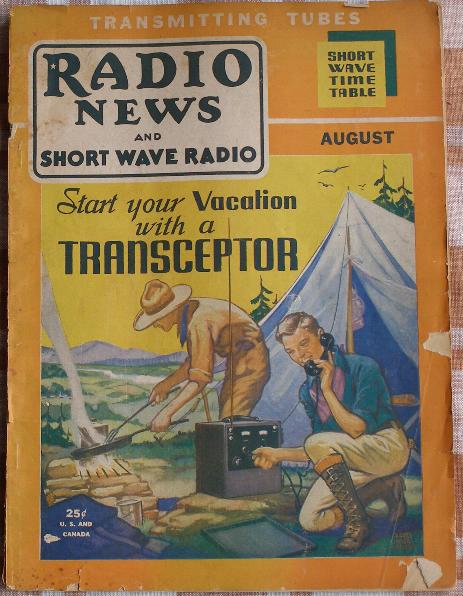 TRANSMITTING TUBES
RADIO
NEWS
AND
SHORT WAVE RADIO
SHORT
WAVE
TIME
TABLE
AUGUST
Start your Vacation
with a
TRANSCEPTOR
25¢
U. S. AND
CANADA